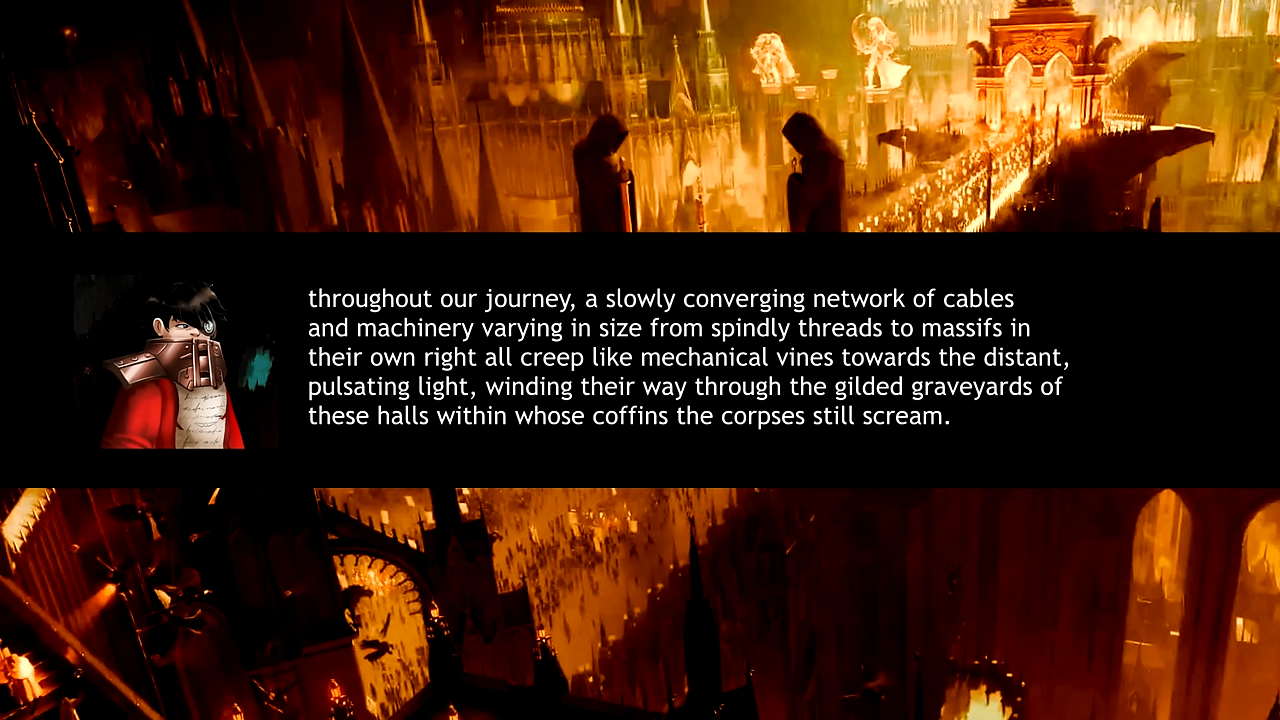 throughout our journey, a slowly converging network of cables
and machinery varying in size from spindly threads to massifs in
their own right all creep like mechanical vines towards the distant,
pulsating light, winding their way through the gilded graveyards of
these halls within whose coffins the corpses still scream.